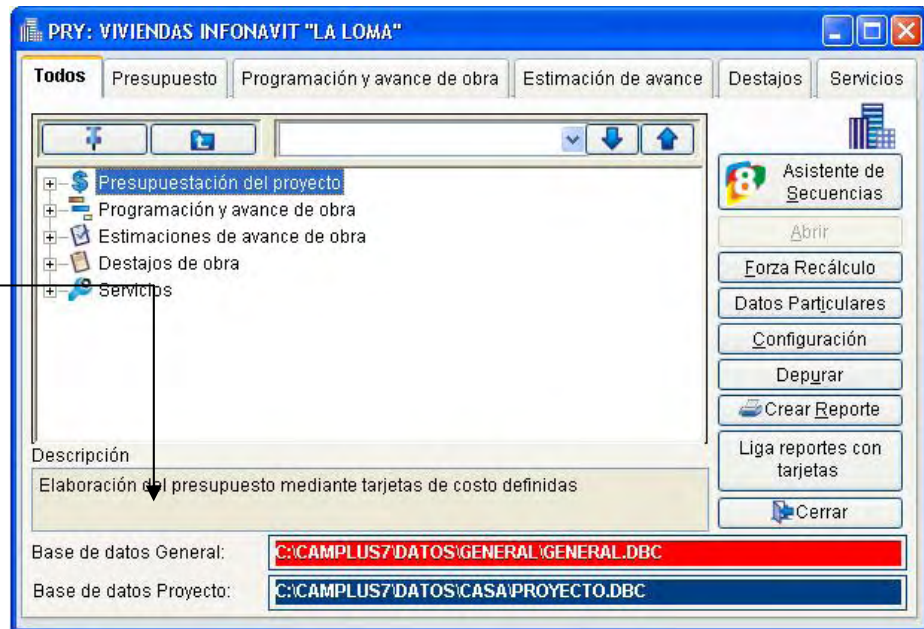 PRY: VIVIENDAS INFONAVIT "LA LOMA"
Todos Presupuesto Programación y avance de obra Estimación de avance Destajos Servicios
Presupuestación del proyecto
Programación y avance de obra
Estimaciones de avance de obra
Destajos de obra
Servicios
Asistente de
Secuencias
Abrir
Forza Recálculo
Datos Particulares
Configuración
Depurar
Crear Reporte
Liga reportes con
tarjetas
Cerrar
Descripción
Elaboración del presupuesto mediante tarjetas de costo definidas
Base de datos General: C:\CAMPLUS7\DATOS\GENERAL\GENERAL.DBC
Base de datos Proyecto: C:\CAMPLUS7\DATOS\CASA\PROYECTO.DBC